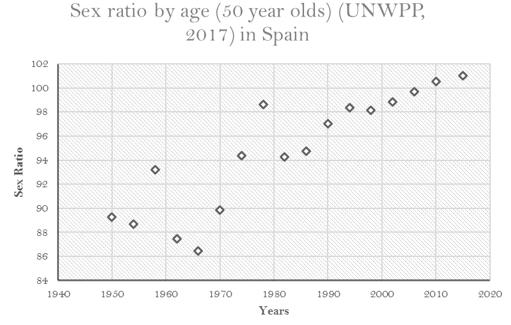 Sex ratio by age (50 year olds) (UNWPP,
2017) in Spain
102
100
98
96
94
92
90
88
86
84
Sex Ratio
1940 1950 1960 1970 1980 1990 2000 2010 2020
Years